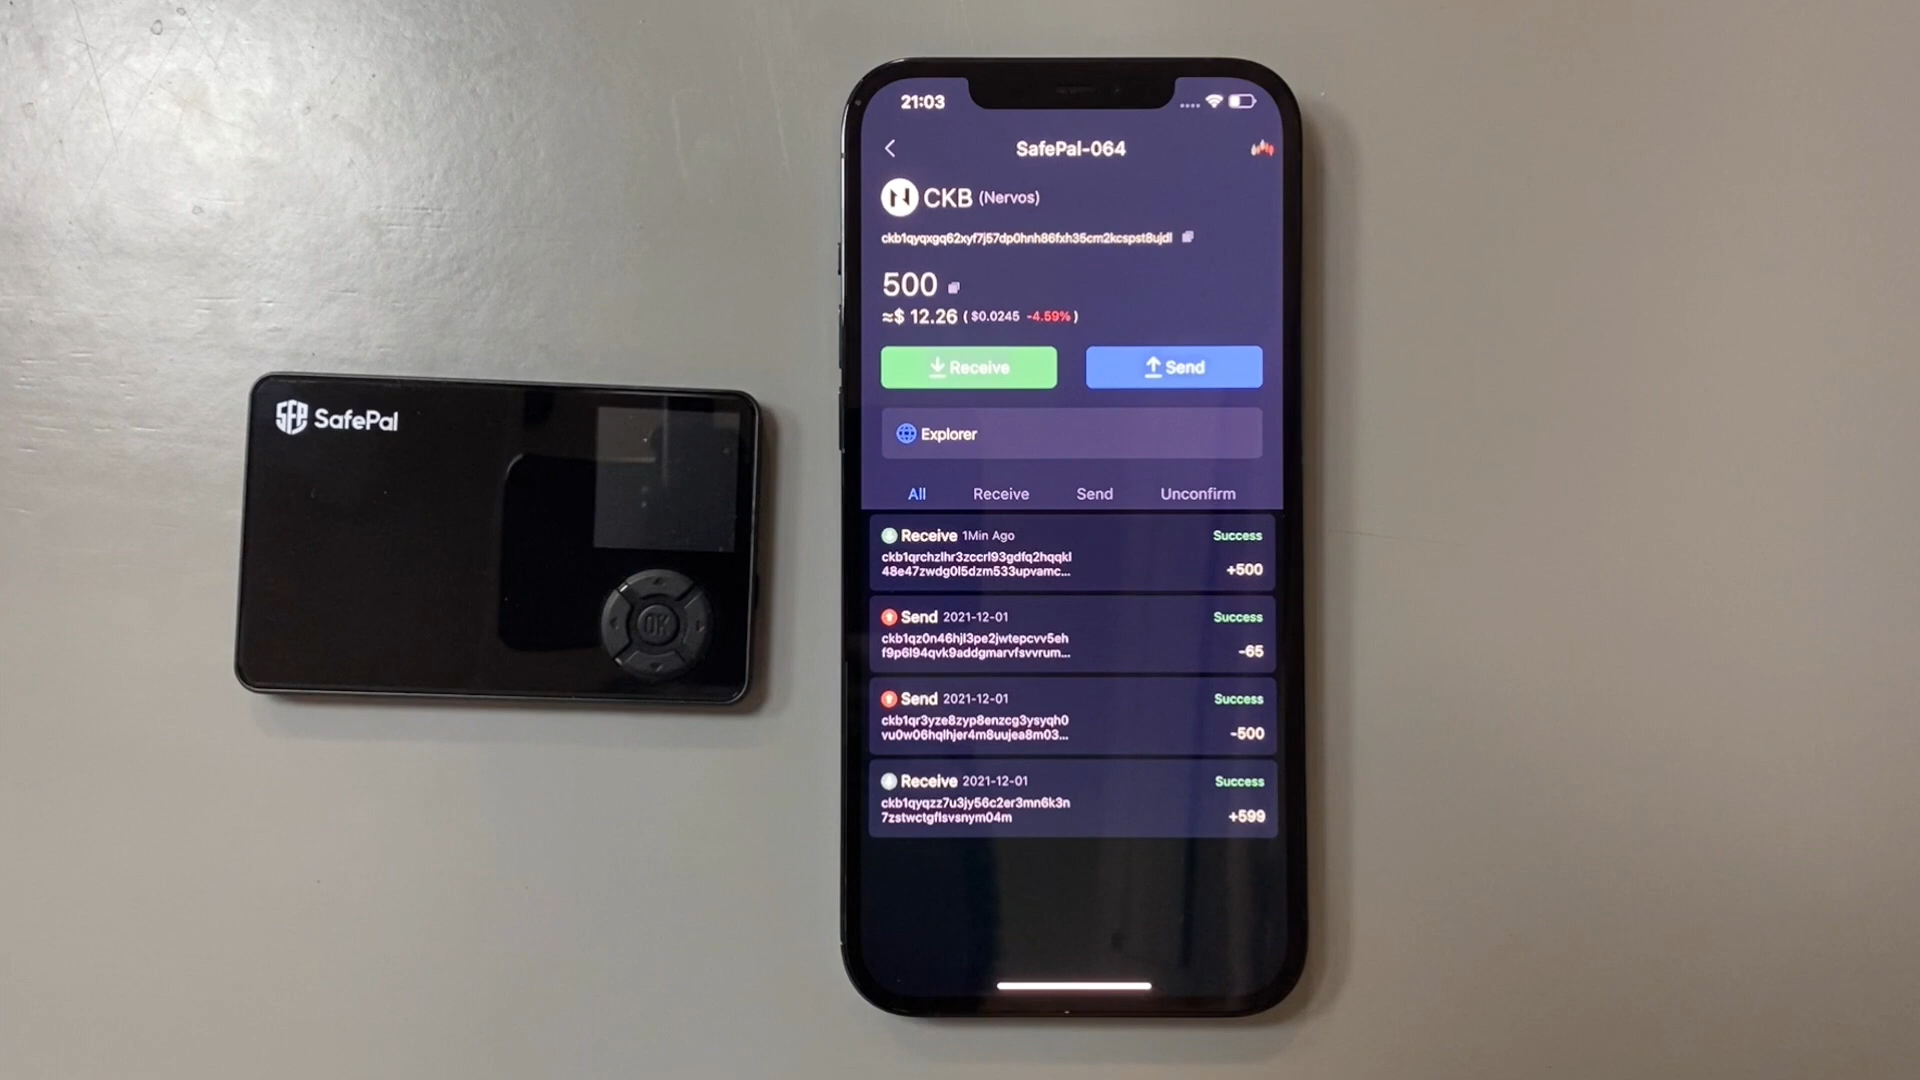 SFP SafePal
OK
21:03
SafePal-064
CKB (Nervos)
ckb1qyqxgq62xyf7j57dp0hnh86fxh35cm2kcspst8ujdl
500
≈$ 12.26 ( $0.0245 -4.59% )
Receive
Send
Explorer
All Receive Send Unconfirm
Receive 1Min Ago Success
ckb1qrchzlhr3zccrl93gdfq2hqqkl
48e47zwdg0l5dzm533upvamc...
+500
Send 2021-12-01 Success
ckb1qz0n46hjl3pe2jwtepcvv5eh
f9p6l94qvk9addgmarvfsvvrum...
-65
Send 2021-12-01 Success
ckb1qr3yze8zyp8enzcg3ysyqh0
vu0w06hqlhjer4m8uujea8m03...
-500
Receive 2021-12-01 Success
ckb1qyqzz7u3jy56c2er3mn6k3n
7zstwctgflsvsnym04m
+599